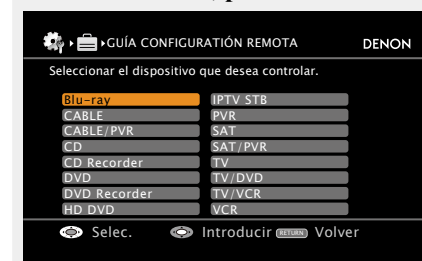 GUÍA CONFIGURATIÓN REMOTA DENON
Seleccionar el dispositivo que desea controlar.
Blu-ray IPTV STB
CABLE PVR
CABLE/PVR SAT
CD SAT/PVR
CD Recorder TV
DVD TV/DVD
DVD Recorder TV/VCR
HD DVD VCR
Selec. Introducir RETURN Volver